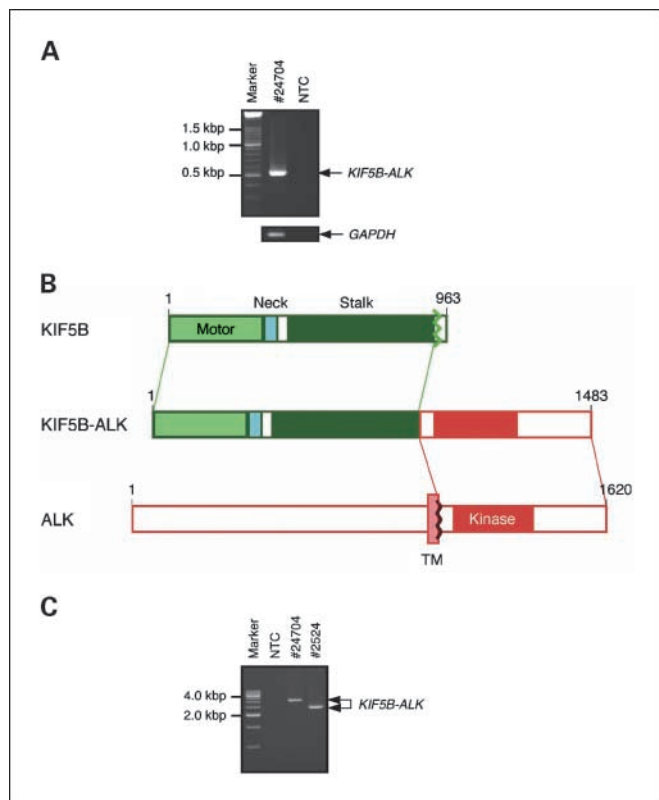 A
Marker
#24704
NTC
1.5 kbp
1.0 kbp
0.5 kbp
KIF5B-ALK
GAPDH
B
1
Neck
Stalk
963
KIF5B
Motor
1
1483
KIF5B-ALK
1
1620
ALK
Kinase
TM
C
Marker
NTC
#24704
#2524
4.0 kbp
2.0 kbp
KIF5B-ALK